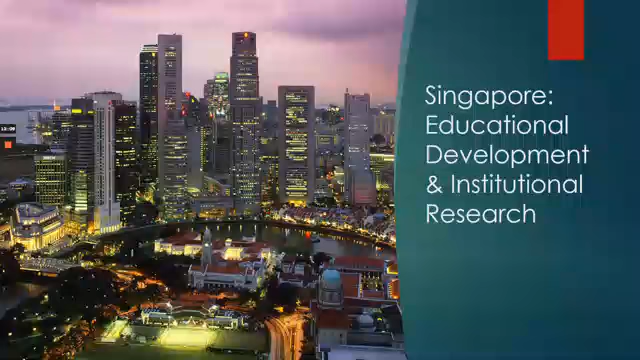 Singapore:
Educational
Development
& Institutional
Research